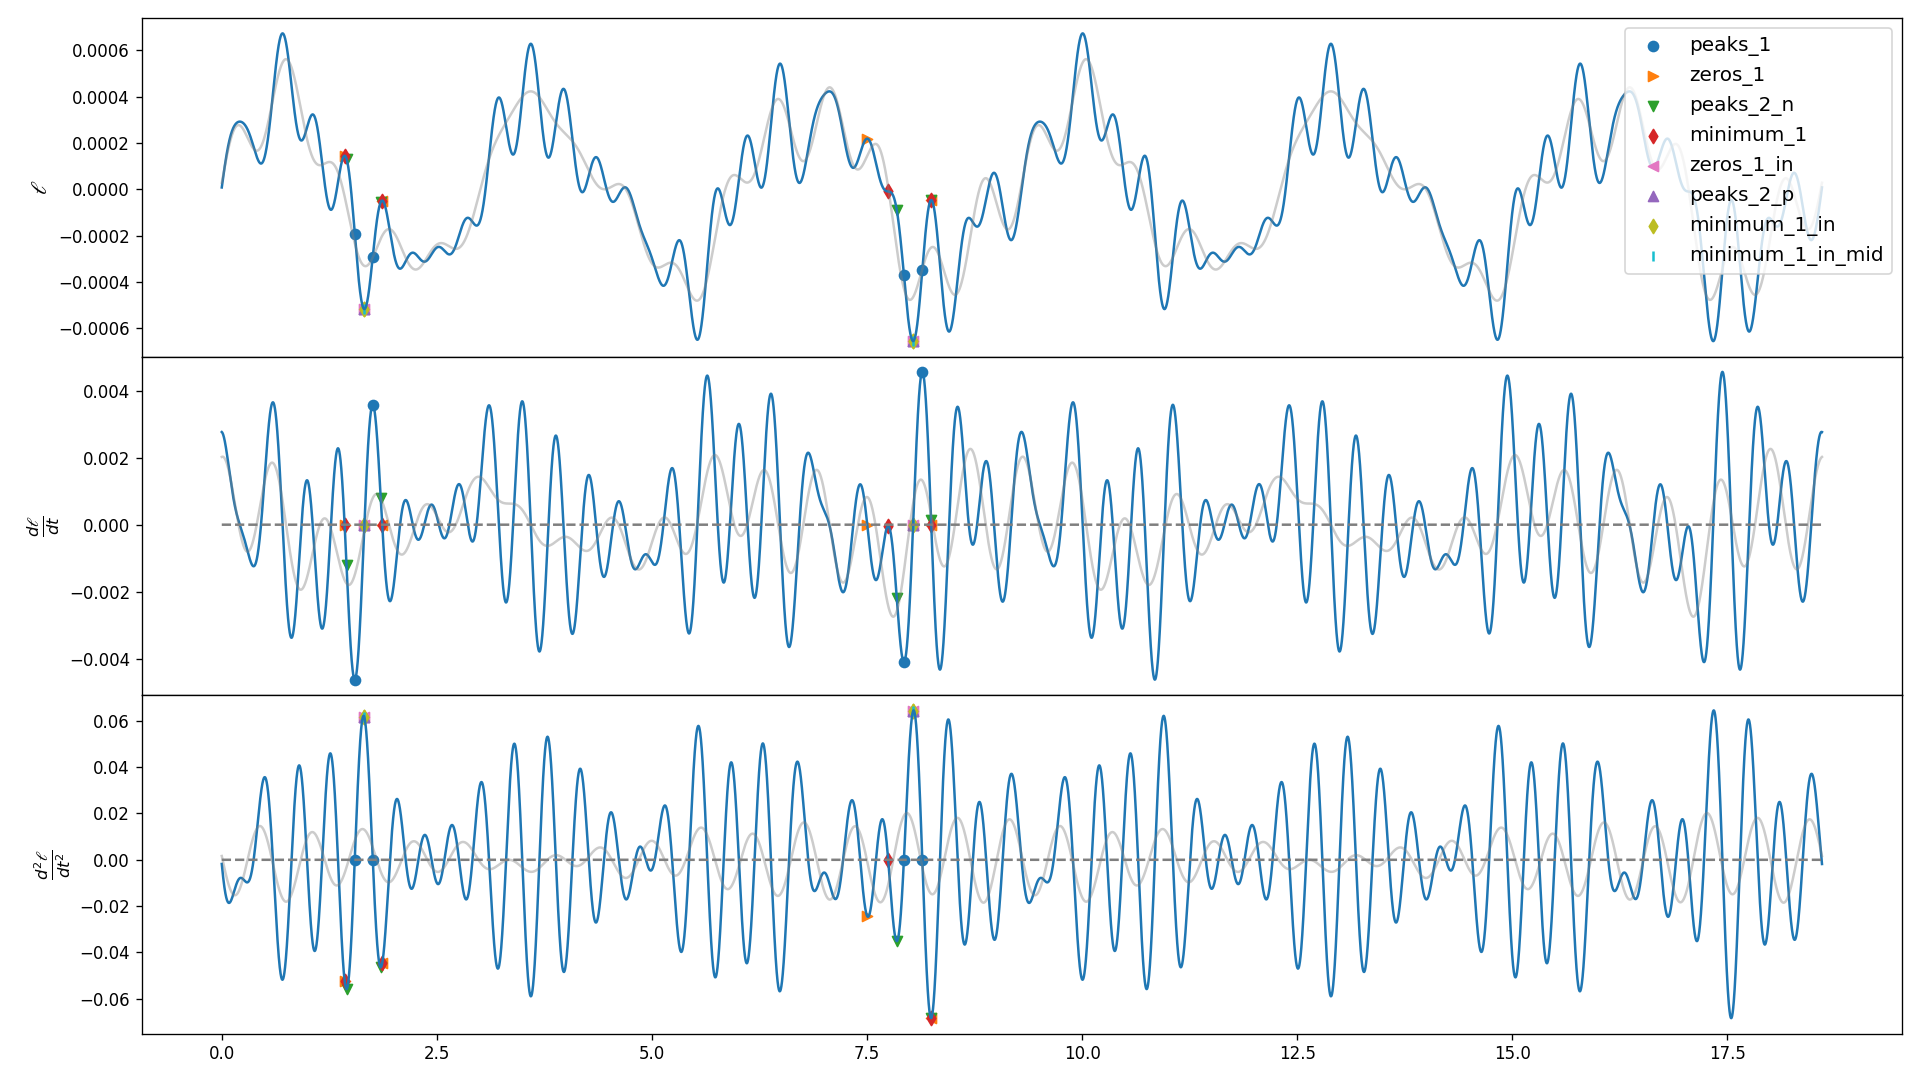 0.0006
0.0004
0.0002
0.0000
−0.0002
−0.0004
−0.0006
ℓ
peaks_1
zeros_1
peaks_2_n
minimum_1
zeros_1_in
peaks_2_p
minimum_1_in
minimum_1_in_mid
0.004
0.002
0.000
−0.002
−0.004
dℓ
dt
0.06
0.04
0.02
0.00
−0.02
−0.04
−0.06
d²ℓ
dt²
0.0 2.5 5.0 7.5 10.0 12.5 15.0 17.5